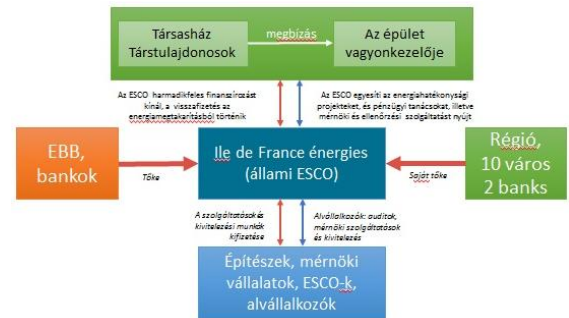 Társasház
Társtulajdonosok
megbízás
Az épület
vagyonkezelője
Az ESCO harmadikfeles finanszírozást
kínál, a visszafizetés az
energiamegtakarításból történik
Az ESCO egyesíti az energiahatékonysági
projekteket, és pénzügyi tanácsokat, illetve
mérnöki és ellenőrzési szolgáltatást nyújt
EBB,
bankok
Tőke
Ile de France énergies
(állami ESCO)
Saját tőke
Régió,
10 város
2 banks
A szolgáltatások és
kivitelezési munkák
kifizetése
Alvállalkozók: auditok,
mérnöki szolgáltatások
és kivitelezés
Építészek, mérnöki
vállalatok, ESCO-k,
alvállalkozók